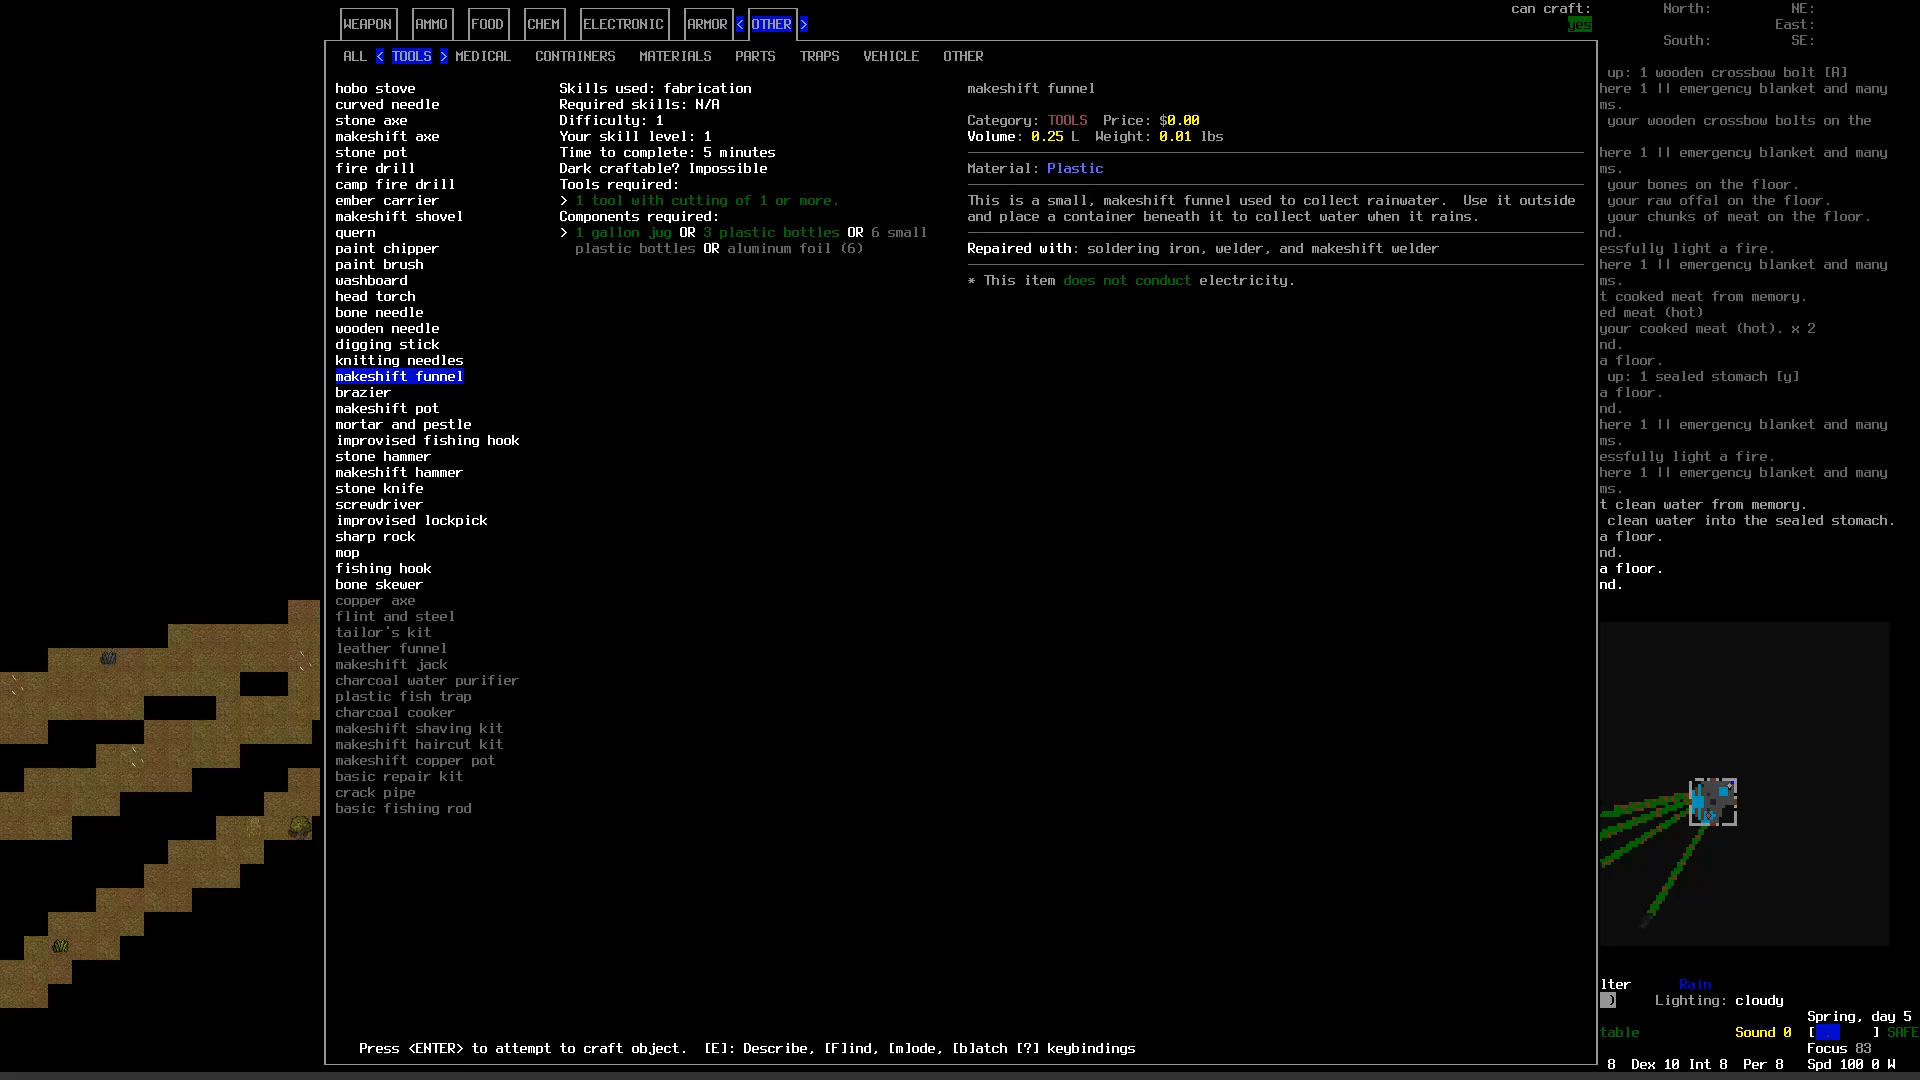 WEAPON AMMO FOOD CHEM ELECTRONIC ARMOR < OTHER > can craft: North: NE:
yes East:
South: SE:
ALL < TOOLS > MEDICAL CONTAINERS MATERIALS PARTS TRAPS VEHICLE OTHER
up: 1 wooden crossbow bolt [A]
hobo stove Skills used: fabrication makeshift funnel here 1 || emergency blanket and many
curved needle Required skills: N/A ms.
stone axe Difficulty: 1 Category: TOOLS Price: $0.00 your wooden crossbow bolts on the
makeshift axe Your skill level: 1 Volume: 0.25 L Weight: 0.01 lbs
stone pot Time to complete: 5 minutes here 1 || emergency blanket and many
fire drill Dark craftable? Impossible Material: Plastic ms.
camp fire drill Tools required: your bones on the floor.
ember carrier > 1 tool with cutting of 1 or more. This is a small, makeshift funnel used to collect rainwater. Use it outside your raw offal on the floor.
makeshift shovel Components required: and place a container beneath it to collect water when it rains. your chunks of meat on the floor.
quern > 1 gallon jug OR 3 plastic bottles OR 6 small nd.
paint chipper plastic bottles OR aluminum foil (6) Repaired with: soldering iron, welder, and makeshift welder essfully light a fire.
paint brush here 1 || emergency blanket and many
washboard * This item does not conduct electricity. ms.
head torch t cooked meat from memory.
bone needle ed meat (hot)
wooden needle your cooked meat (hot). x 2
digging stick nd.
knitting needles a floor.
makeshift funnel up: 1 sealed stomach [y]
brazier a floor.
makeshift pot nd.
mortar and pestle here 1 || emergency blanket and many
improvised fishing hook ms.
stone hammer essfully light a fire.
makeshift hammer here 1 || emergency blanket and many
stone knife ms.
screwdriver t clean water from memory.
improvised lockpick clean water into the sealed stomach.
sharp rock a floor.
mop nd.
fishing hook a floor.
bone skewer nd.
copper axe
flint and steel
tailor's kit
leather funnel
makeshift jack
charcoal water purifier
plastic fish trap
charcoal cooker
makeshift shaving kit
makeshift haircut kit
makeshift copper pot
basic repair kit
crack pipe
basic fishing rod
lter Rain
) Lighting: cloudy
Spring, day 5
table Sound 0 [ ] SAFE
Press <ENTER> to attempt to craft object. [E]: Describe, [F]ind, [m]ode, [b]atch [?] keybindings Focus 83
8 Dex 10 Int 8 Per 8 Spd 100 0 W